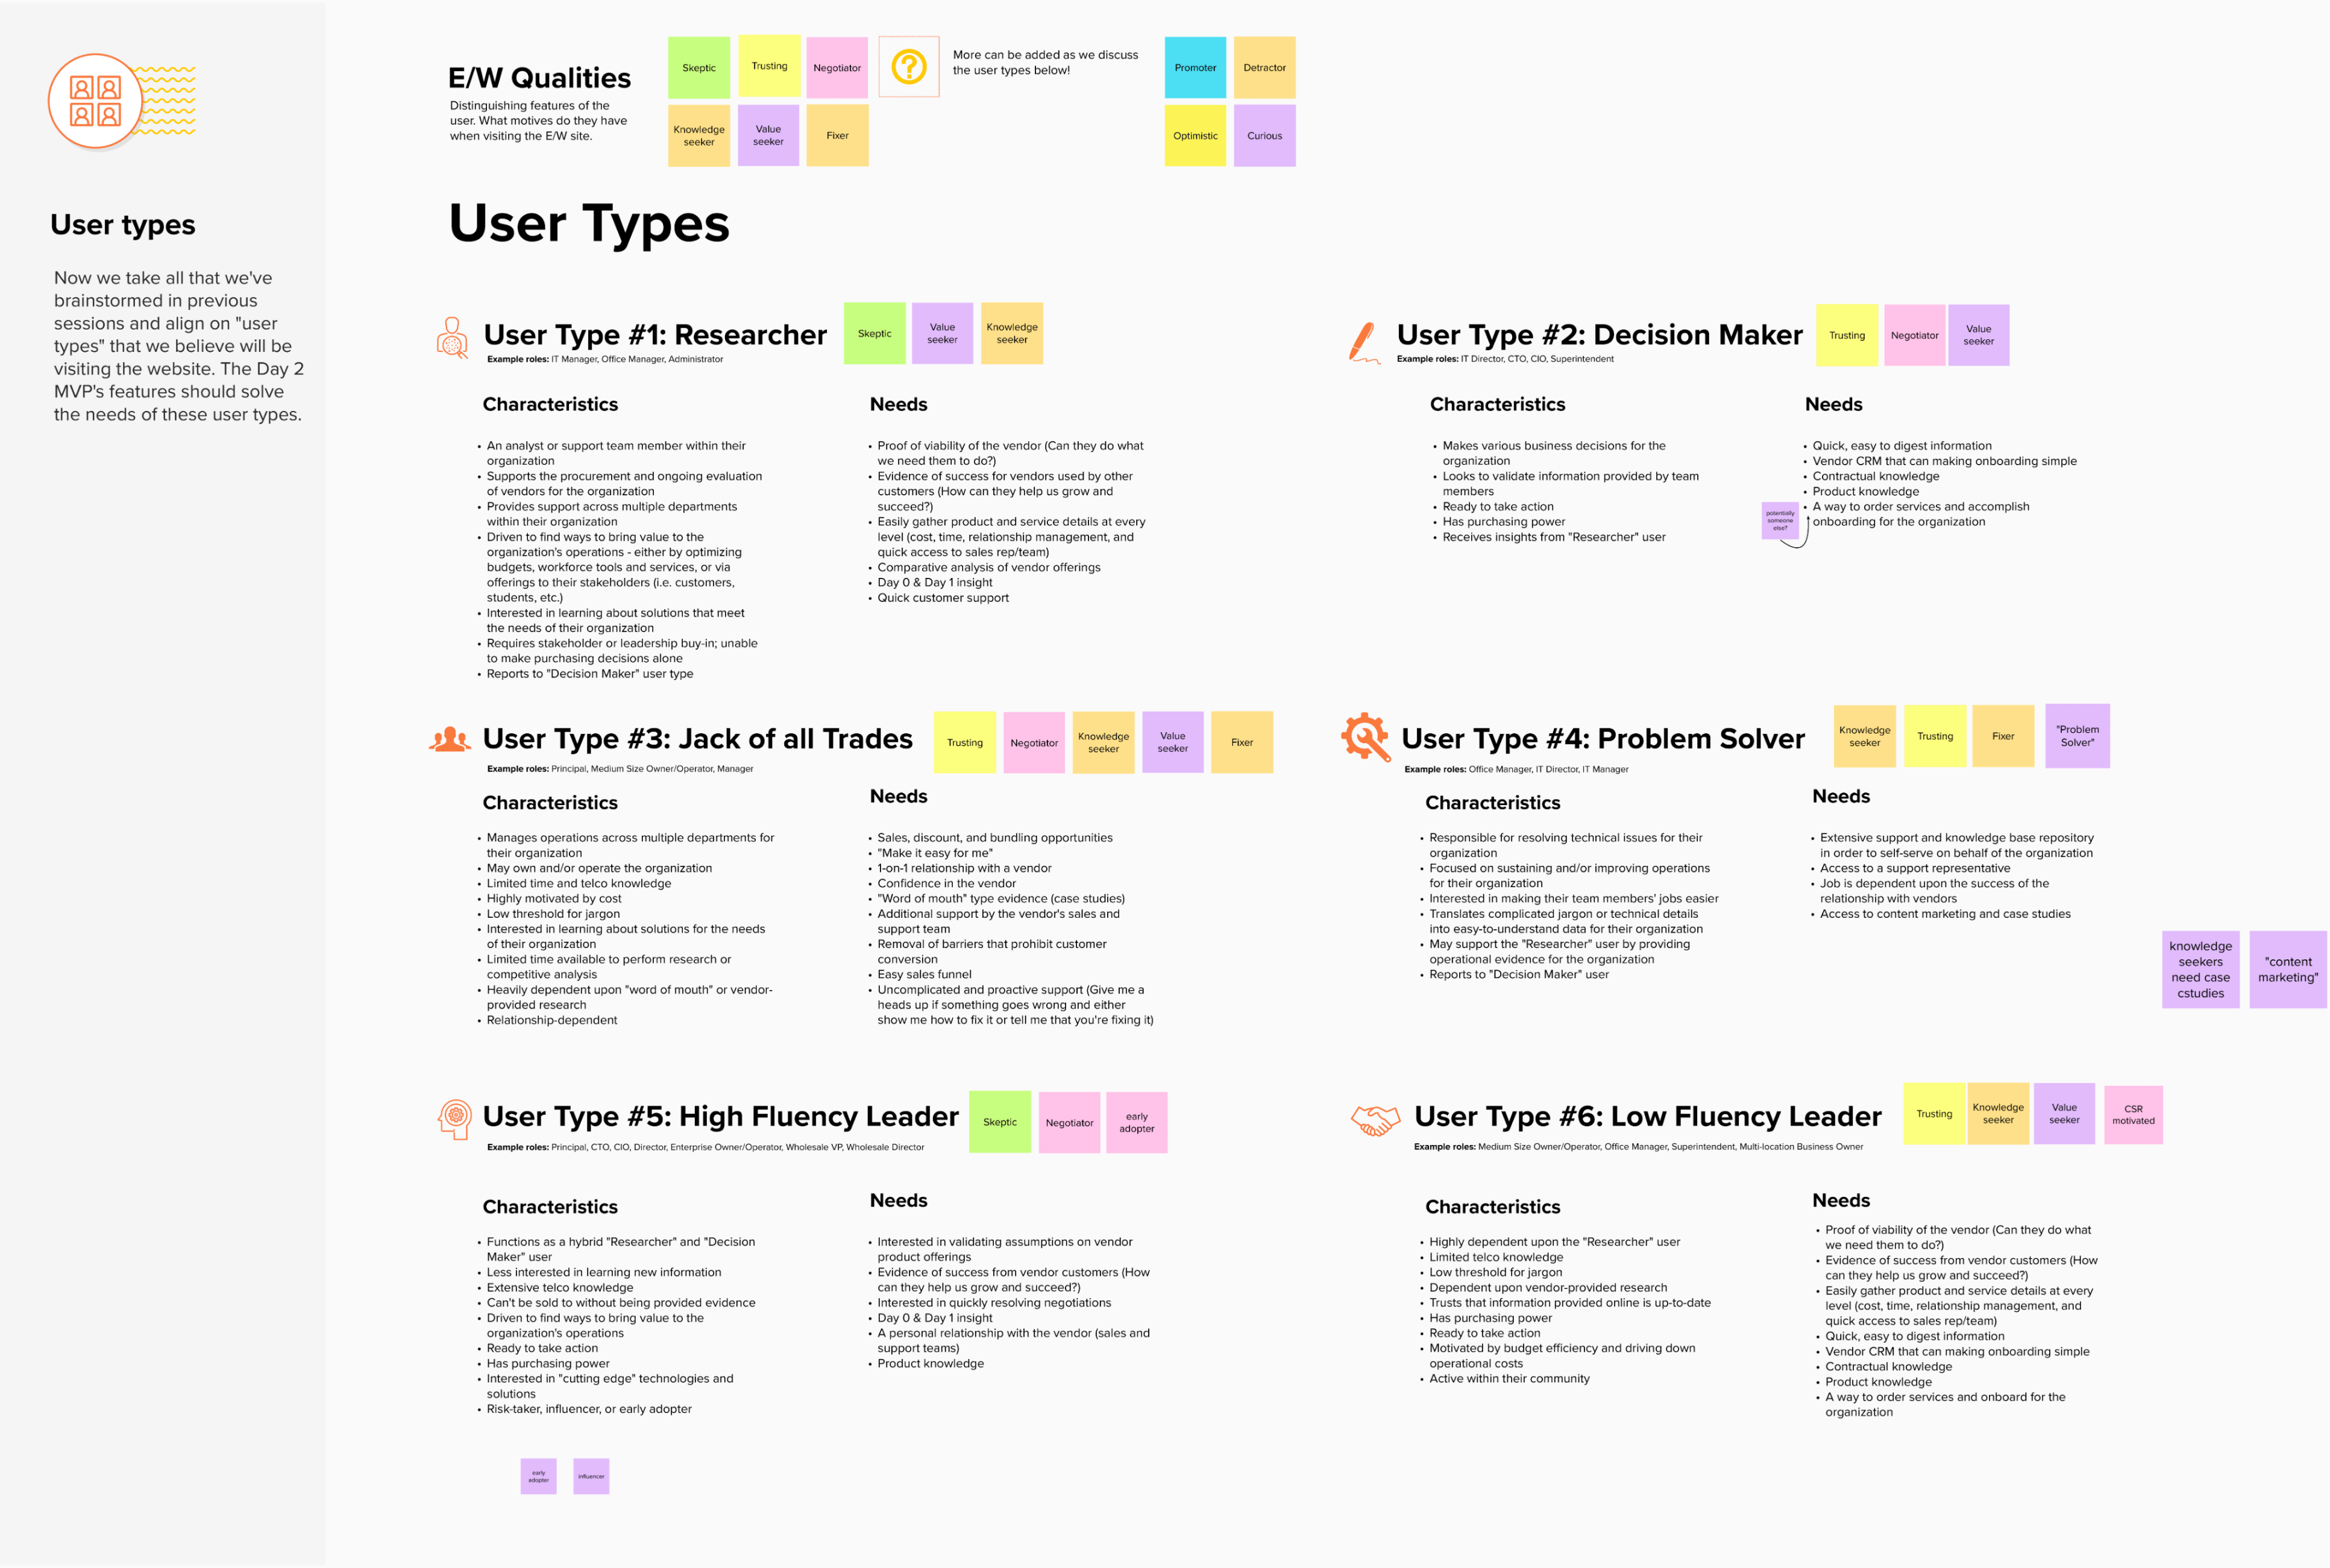 User types
Now we take all that we've
brainstormed in previous
sessions and align on "user
types" that we believe will be
visiting the website. The Day 2
MVP's features should solve
the needs of these user types.
E/W Qualities
Distinguishing features of the
user. What motives do they have
when visiting the E/W site.
Skeptic
Trusting
Negotiator
More can be added as we discuss
the user types below!
Promoter
Detractor
Knowledge
seeker
Value
seeker
Fixer
Optimistic
Curious
User Types
User Type #1: Researcher
Example roles: IT Manager, Office Manager, Administrator
Skeptic
Value
seeker
Knowledge
seeker
Characteristics
• An analyst or support team member within their
organization
• Supports the procurement and ongoing evaluation
of vendors for the organization
• Provides support across multiple departments
within their organization
• Driven to find ways to bring value to the
organization's operations - either by optimizing
budgets, workforce tools and services, or via
offerings to their stakeholders (i.e. customers,
students, etc.)
• Interested in learning about solutions that meet
the needs of their organization
• Requires stakeholder or leadership buy-in; unable
to make purchasing decisions alone
• Reports to "Decision Maker" user type
Needs
• Proof of viability of the vendor (Can they do what
we need them to do?)
• Evidence of success for vendors used by other
customers (How can they help us grow and
succeed?)
• Easily gather product and service details at every
level (cost, time, relationship management, and
quick access to sales rep/team)
• Comparative analysis of vendor offerings
• Day 0 & Day 1 insight
• Quick customer support
User Type #2: Decision Maker
Example roles: IT Director, CTO, CIO, Superintendent
Trusting
Negotiator
Value
seeker
Characteristics
• Makes various business decisions for the
organization
• Looks to validate information provided by team
members
• Ready to take action
• Has purchasing power
• Receives insights from "Researcher" user
Needs
• Quick, easy to digest information
• Vendor CRM that can making onboarding simple
• Contractual knowledge
• Product knowledge
• A way to order services and accomplish
onboarding for the organization
potentially
someone
else?
User Type #3: Jack of all Trades
Example roles: Principal, Medium Size Owner/Operator, Manager
Trusting
Negotiator
Knowledge
seeker
Value
seeker
Fixer
Characteristics
• Manages operations across multiple departments for
their organization
• May own and/or operate the organization
• Limited time and telco knowledge
• Highly motivated by cost
• Low threshold for jargon
• Interested in learning about solutions for the needs
of their organization
• Limited time available to perform research or
competitive analysis
• Heavily dependent upon "word of mouth" or vendor-
provided research
• Relationship-dependent
Needs
• Sales, discount, and bundling opportunities
• "Make it easy for me"
• 1-on-1 relationship with a vendor
• Confidence in the vendor
• "Word of mouth" type evidence (case studies)
• Additional support by the vendor's sales and
support team
• Removal of barriers that prohibit customer
conversion
• Easy sales funnel
• Uncomplicated and proactive support (Give me a
heads up if something goes wrong and either
show me how to fix it or tell me that you're fixing it)
User Type #4: Problem Solver
Example roles: Office Manager, IT Director, IT Manager
Knowledge
seeker
Trusting
Fixer
"Problem
Solver"
Characteristics
• Responsible for resolving technical issues for their
organization
• Focused on sustaining and/or improving operations
for their organization
• Interested in making their team members' jobs easier
• Translates complicated jargon or technical details
into easy-to-understand data for their organization
• May support the "Researcher" user by providing
operational evidence for the organization
• Reports to "Decision Maker" user
Needs
• Extensive support and knowledge base repository
in order to self-serve on behalf of the organization
• Access to a support representative
• Job is dependent upon the success of the
relationship with vendors
• Access to content marketing and case studies
knowledge
seekers
need case
cstudies
"content
marketing"
User Type #5: High Fluency Leader
Example roles: Principal, CTO, CIO, Director, Enterprise Owner/Operator, Wholesale VP, Wholesale Director
Skeptic
Negotiator
early
adopter
Characteristics
• Functions as a hybrid "Researcher" and "Decision
Maker" user
• Less interested in learning new information
• Extensive telco knowledge
• Can't be sold to without being provided evidence
• Driven to find ways to bring value to the
organization's operations
• Ready to take action
• Has purchasing power
• Interested in "cutting edge" technologies and
solutions
• Risk-taker, influencer, or early adopter
early
adopter
influencer
Needs
• Interested in validating assumptions on vendor
product offerings
• Evidence of success from vendor customers (How
can they help us grow and succeed?)
• Interested in quickly resolving negotiations
• Day 0 & Day 1 insight
• A personal relationship with the vendor (sales and
support teams)
• Product knowledge
User Type #6: Low Fluency Leader
Example roles: Medium Size Owner/Operator, Office Manager, Superintendent, Multi-location Business Owner
Trusting
Knowledge
seeker
Value
seeker
CSR
motivated
Characteristics
• Highly dependent upon the "Researcher" user
• Limited telco knowledge
• Low threshold for jargon
• Dependent upon vendor-provided research
• Trusts that information provided online is up-to-date
• Has purchasing power
• Ready to take action
• Motivated by budget efficiency and driving down
operational costs
• Active within their community
Needs
• Proof of viability of the vendor (Can they do what
we need them to do?)
• Evidence of success from vendor customers (How
can they help us grow and succeed?)
• Easily gather product and service details at every
level (cost, time, relationship management, and
quick access to sales rep/team)
• Quick, easy to digest information
• Vendor CRM that can making onboarding simple
• Contractual knowledge
• Product knowledge
• A way to order services and onboard for the
organization